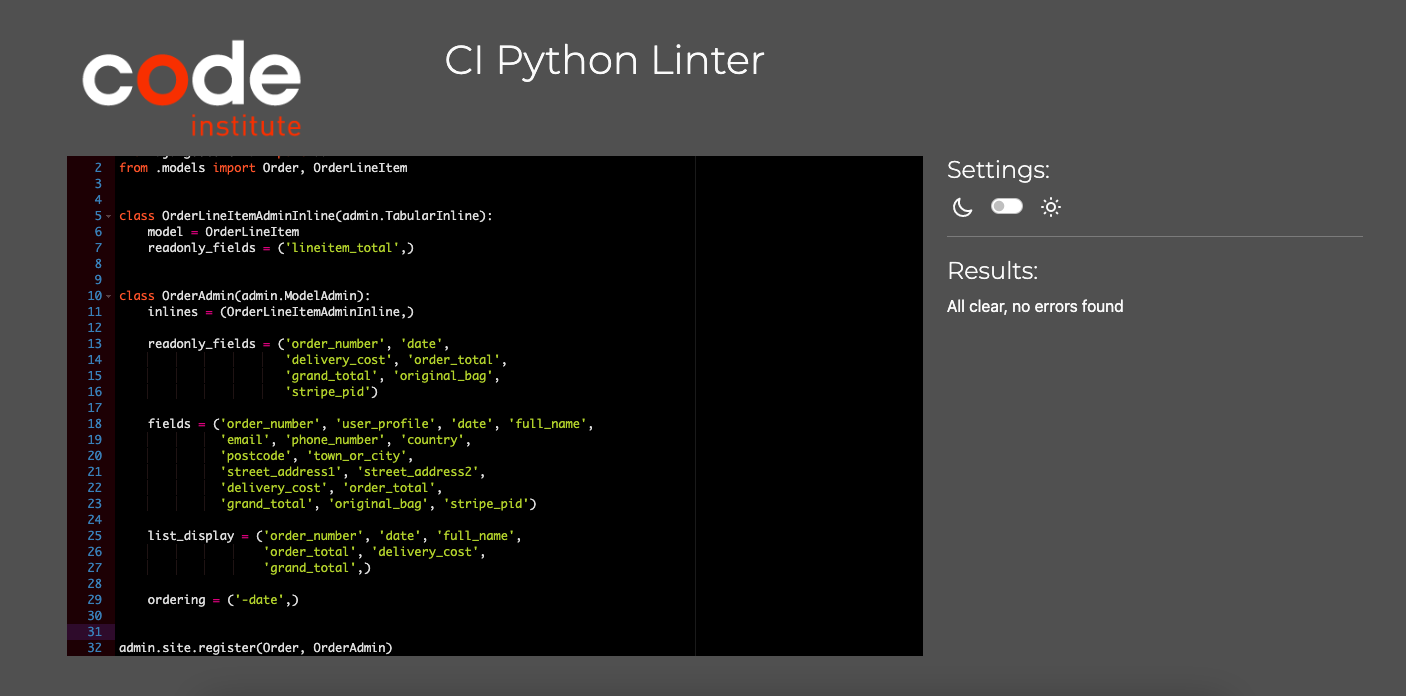 code
institute
CI Python Linter
2 from .models import Order, OrderLineItem
3
4
5 class OrderLineItemAdminInline(admin.TabularInline):
6     model = OrderLineItem
7     readonly_fields = ('lineitem_total',)
8
9
10 class OrderAdmin(admin.ModelAdmin):
11     inlines = (OrderLineItemAdminInline,)
12
13     readonly_fields = ('order_number', 'date',
14                        'delivery_cost', 'order_total',
15                        'grand_total', 'original_bag',
16                        'stripe_pid')
17
18     fields = ('order_number', 'user_profile', 'date', 'full_name',
19               'email', 'phone_number', 'country',
20               'postcode', 'town_or_city',
21               'street_address1', 'street_address2',
22               'delivery_cost', 'order_total',
23               'grand_total', 'original_bag', 'stripe_pid')
24
25     list_display = ('order_number', 'date', 'full_name',
26                     'order_total', 'delivery_cost',
27                     'grand_total',)
28
29     ordering = ('-date',)
30
31
32 admin.site.register(Order, OrderAdmin)
Settings:
Results:
All clear, no errors found